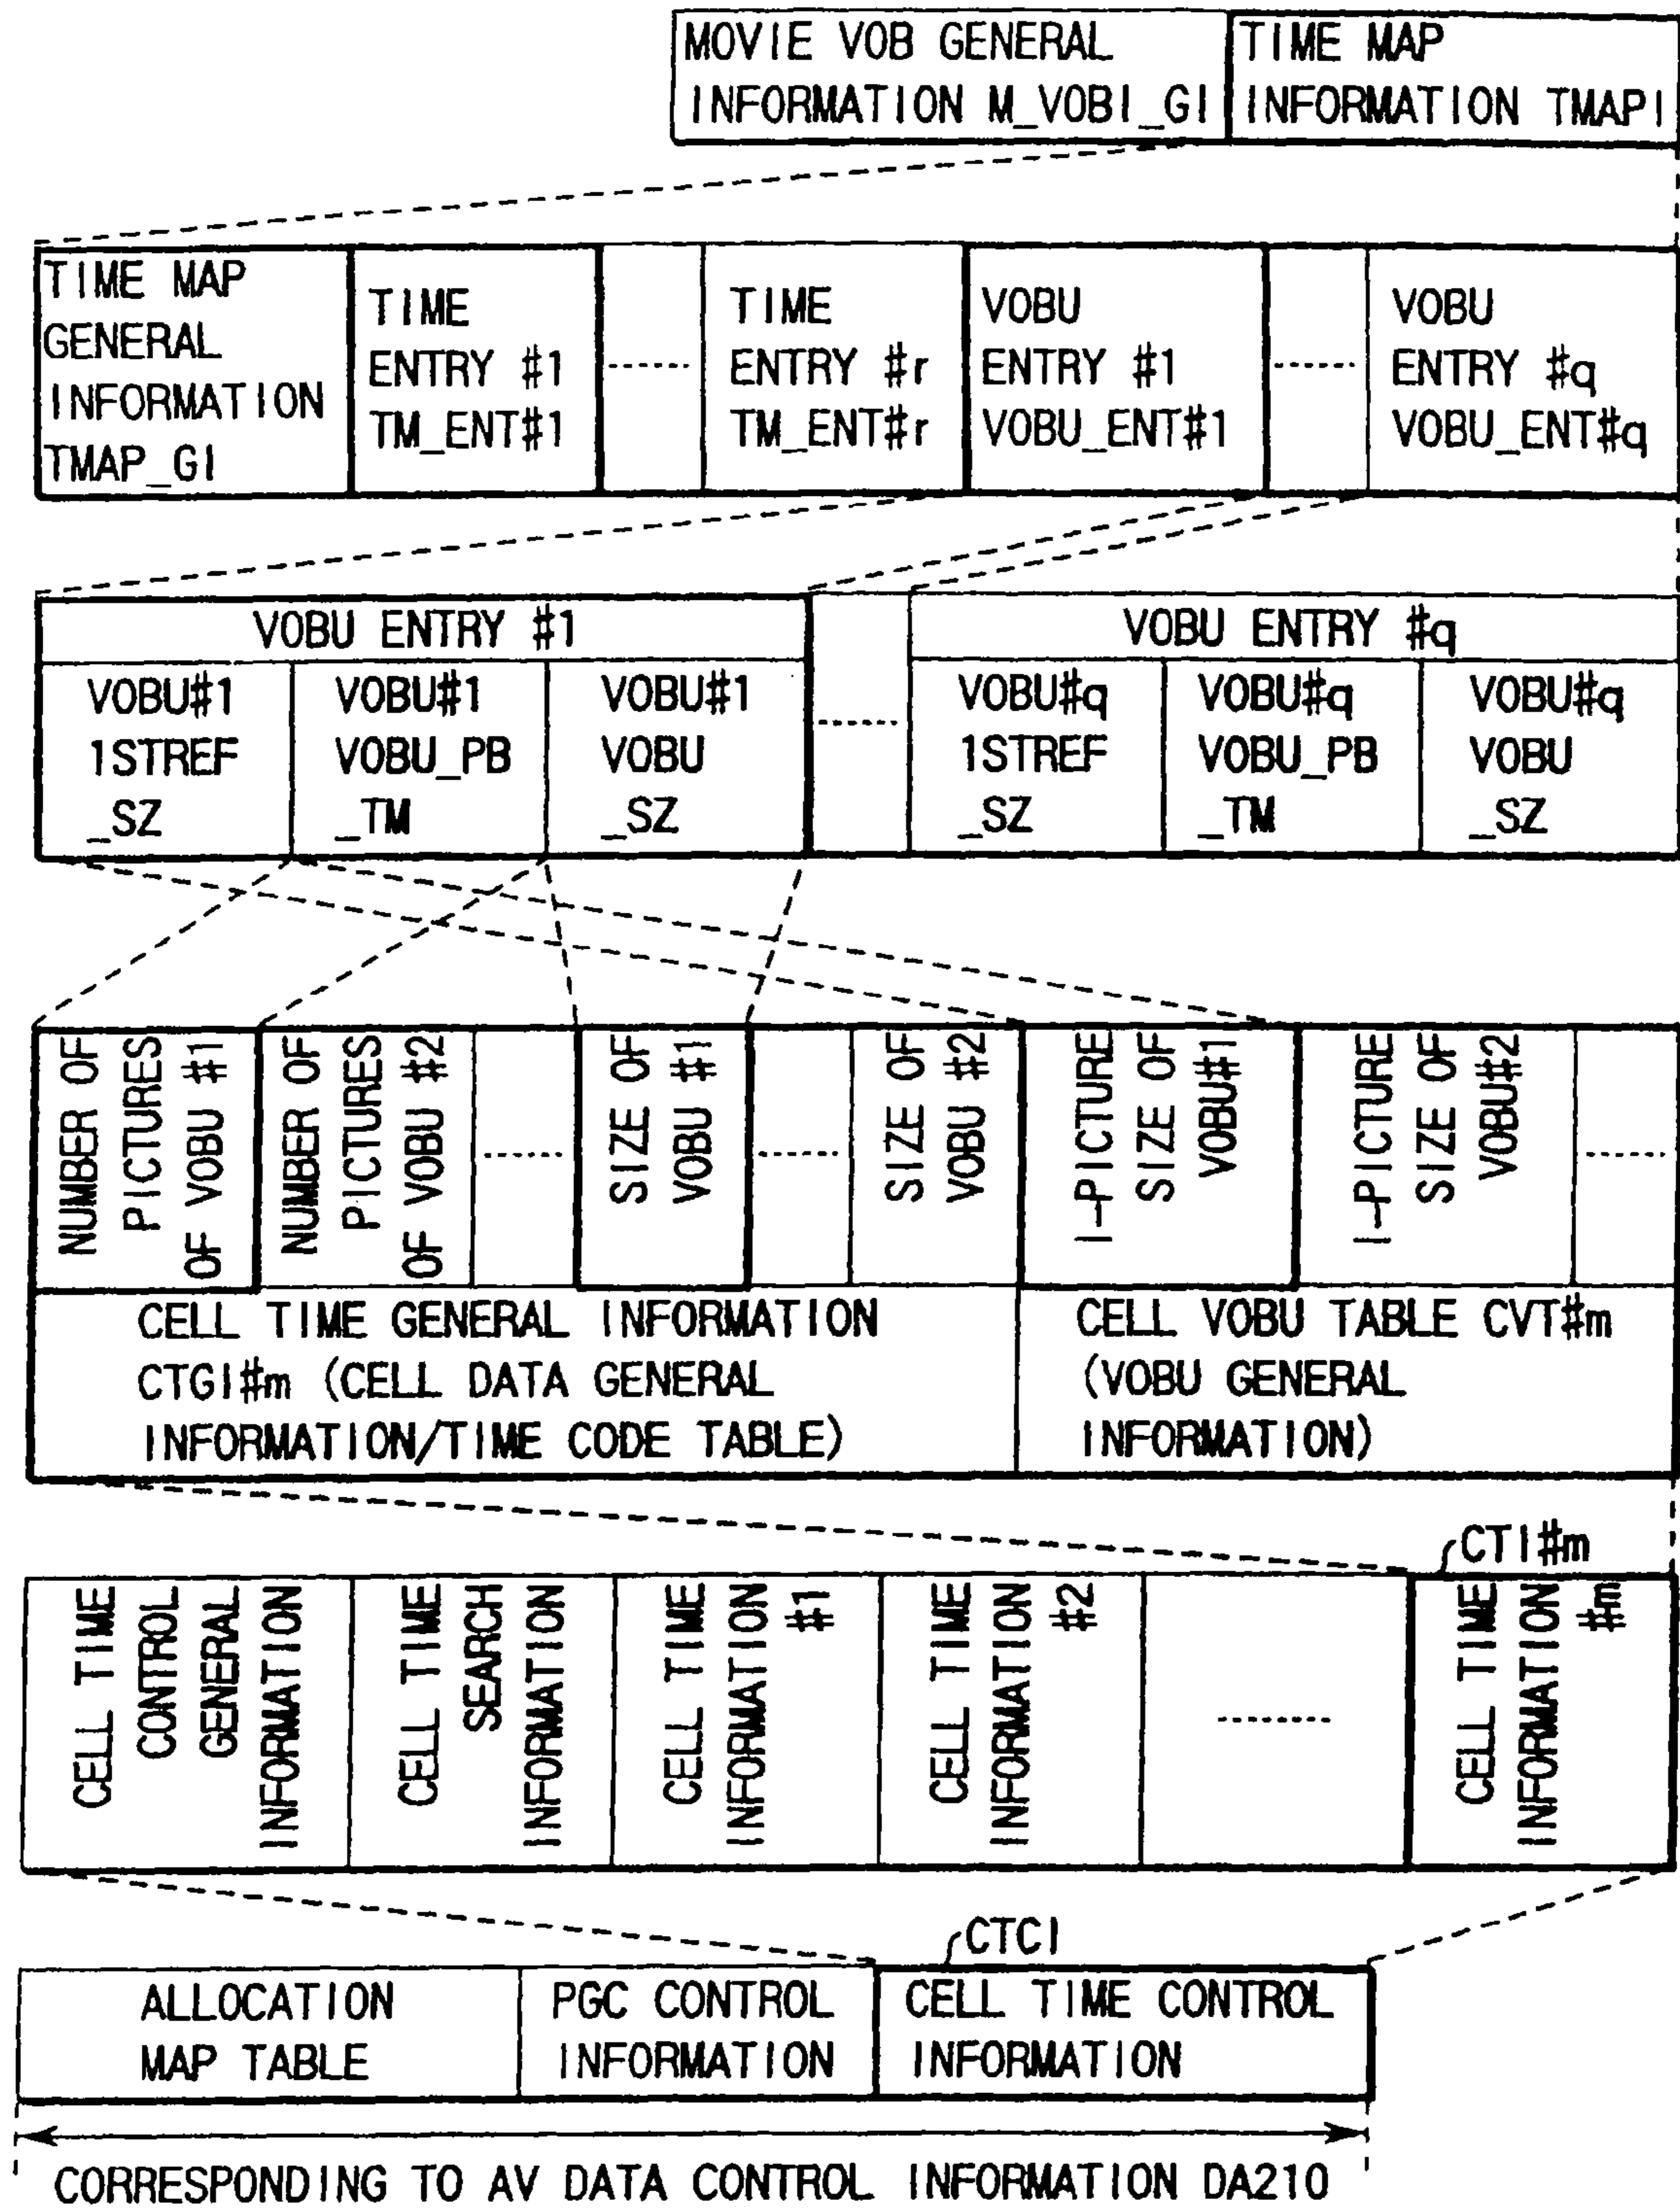 MOVIE VOB GENERAL
INFORMATION M_VOBI_GI
TIME MAP
INFORMATION TMAPI
TIME MAP
GENERAL
INFORMATION
TMAP_GI
TIME
ENTRY #1
TM_ENT#1
TIME
ENTRY #r
TM_ENT#r
VOBU
ENTRY #1
VOBU_ENT#1
VOBU
ENTRY #q
VOBU_ENT#q
VOBU ENTRY #1
VOBU#1
1STREF
_SZ
VOBU#1
VOBU_PB
_TM
VOBU#1
VOBU
_SZ
VOBU ENTRY #q
VOBU#q
1STREF
_SZ
VOBU#q
VOBU_PB
_TM
VOBU#q
VOBU
_SZ
NUMBER OF
PICTURES
OF VOBU #1
NUMBER OF
PICTURES
OF VOBU #2
SIZE OF
VOBU #1
SIZE OF
VOBU #2
I-PICTURE
SIZE OF
VOBU#1
I-PICTURE
SIZE OF
VOBU#2
CELL TIME GENERAL INFORMATION
CTGI#m (CELL DATA GENERAL
INFORMATION/TIME CODE TABLE)
CELL VOBU TABLE CVT#m
(VOBU GENERAL
INFORMATION)
CTI#m
CELL TIME
CONTROL
GENERAL
INFORMATION
CELL TIME
SEARCH
INFORMATION
CELL TIME
INFORMATION
#1
CELL TIME
INFORMATION
#2
CELL TIME
INFORMATION
#m
CTCI
ALLOCATION
MAP TABLE
PGC CONTROL
INFORMATION
CELL TIME CONTROL
INFORMATION
CORRESPONDING TO AV DATA CONTROL INFORMATION DA210